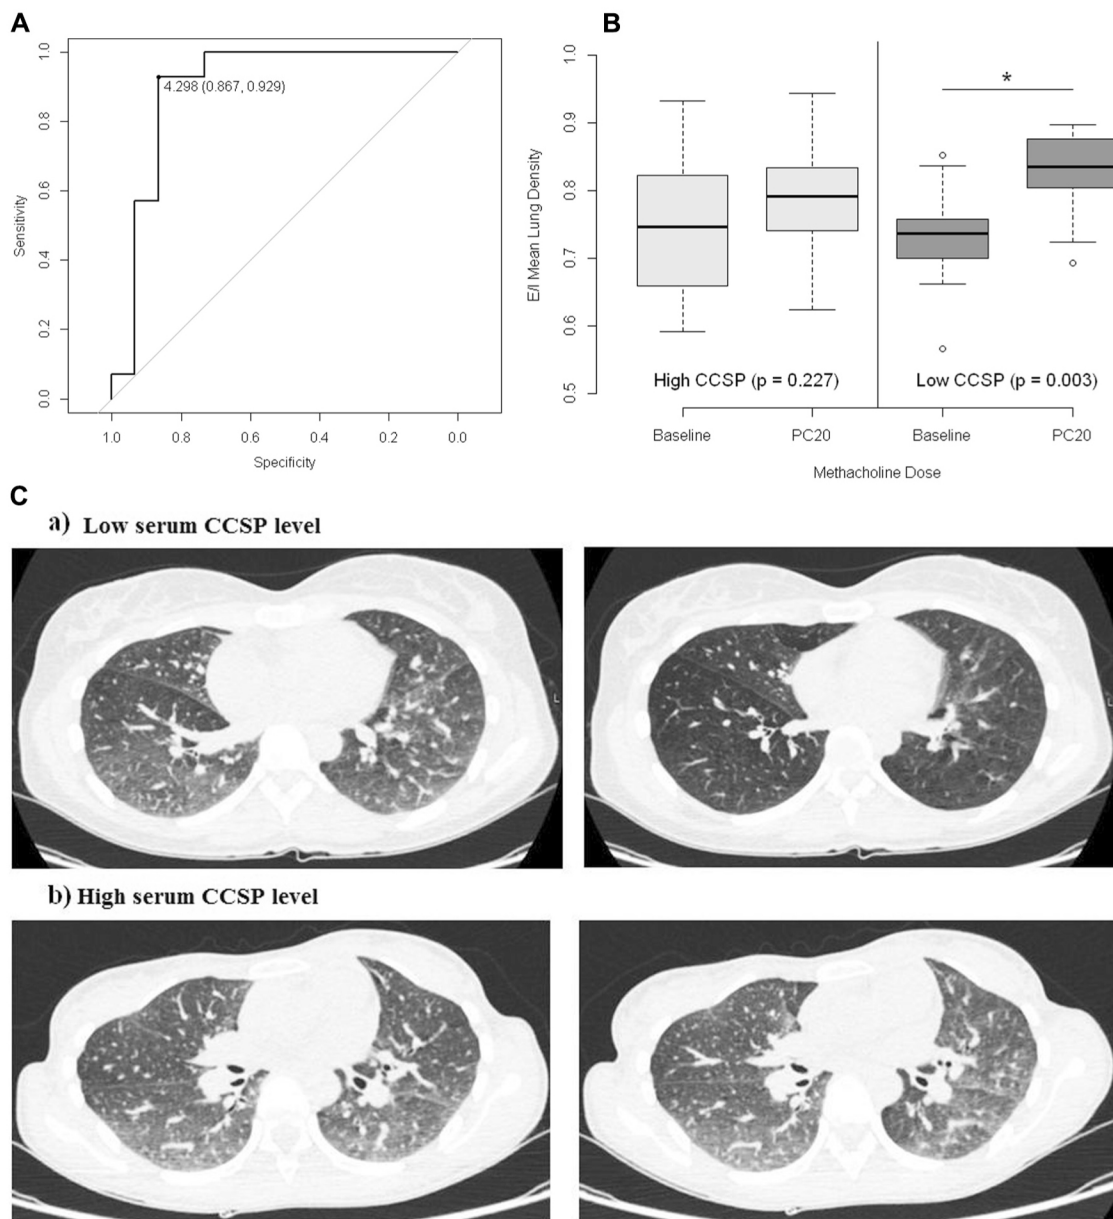 A
1.0
0.8
0.6
0.4
0.2
0.0
Sensitivity
4.298 (0.867, 0.929)
1.0 0.8 0.6 0.4 0.2 0.0
Specificity
B
1.0
0.9
0.8
0.7
0.6
0.5
E/I Mean Lung Density
*
High CCSP (p = 0.227)
Low CCSP (p = 0.003)
Baseline PC20 Baseline PC20
Methacholine Dose
C
a) Low serum CCSP level
L
L
b) High serum CCSP level